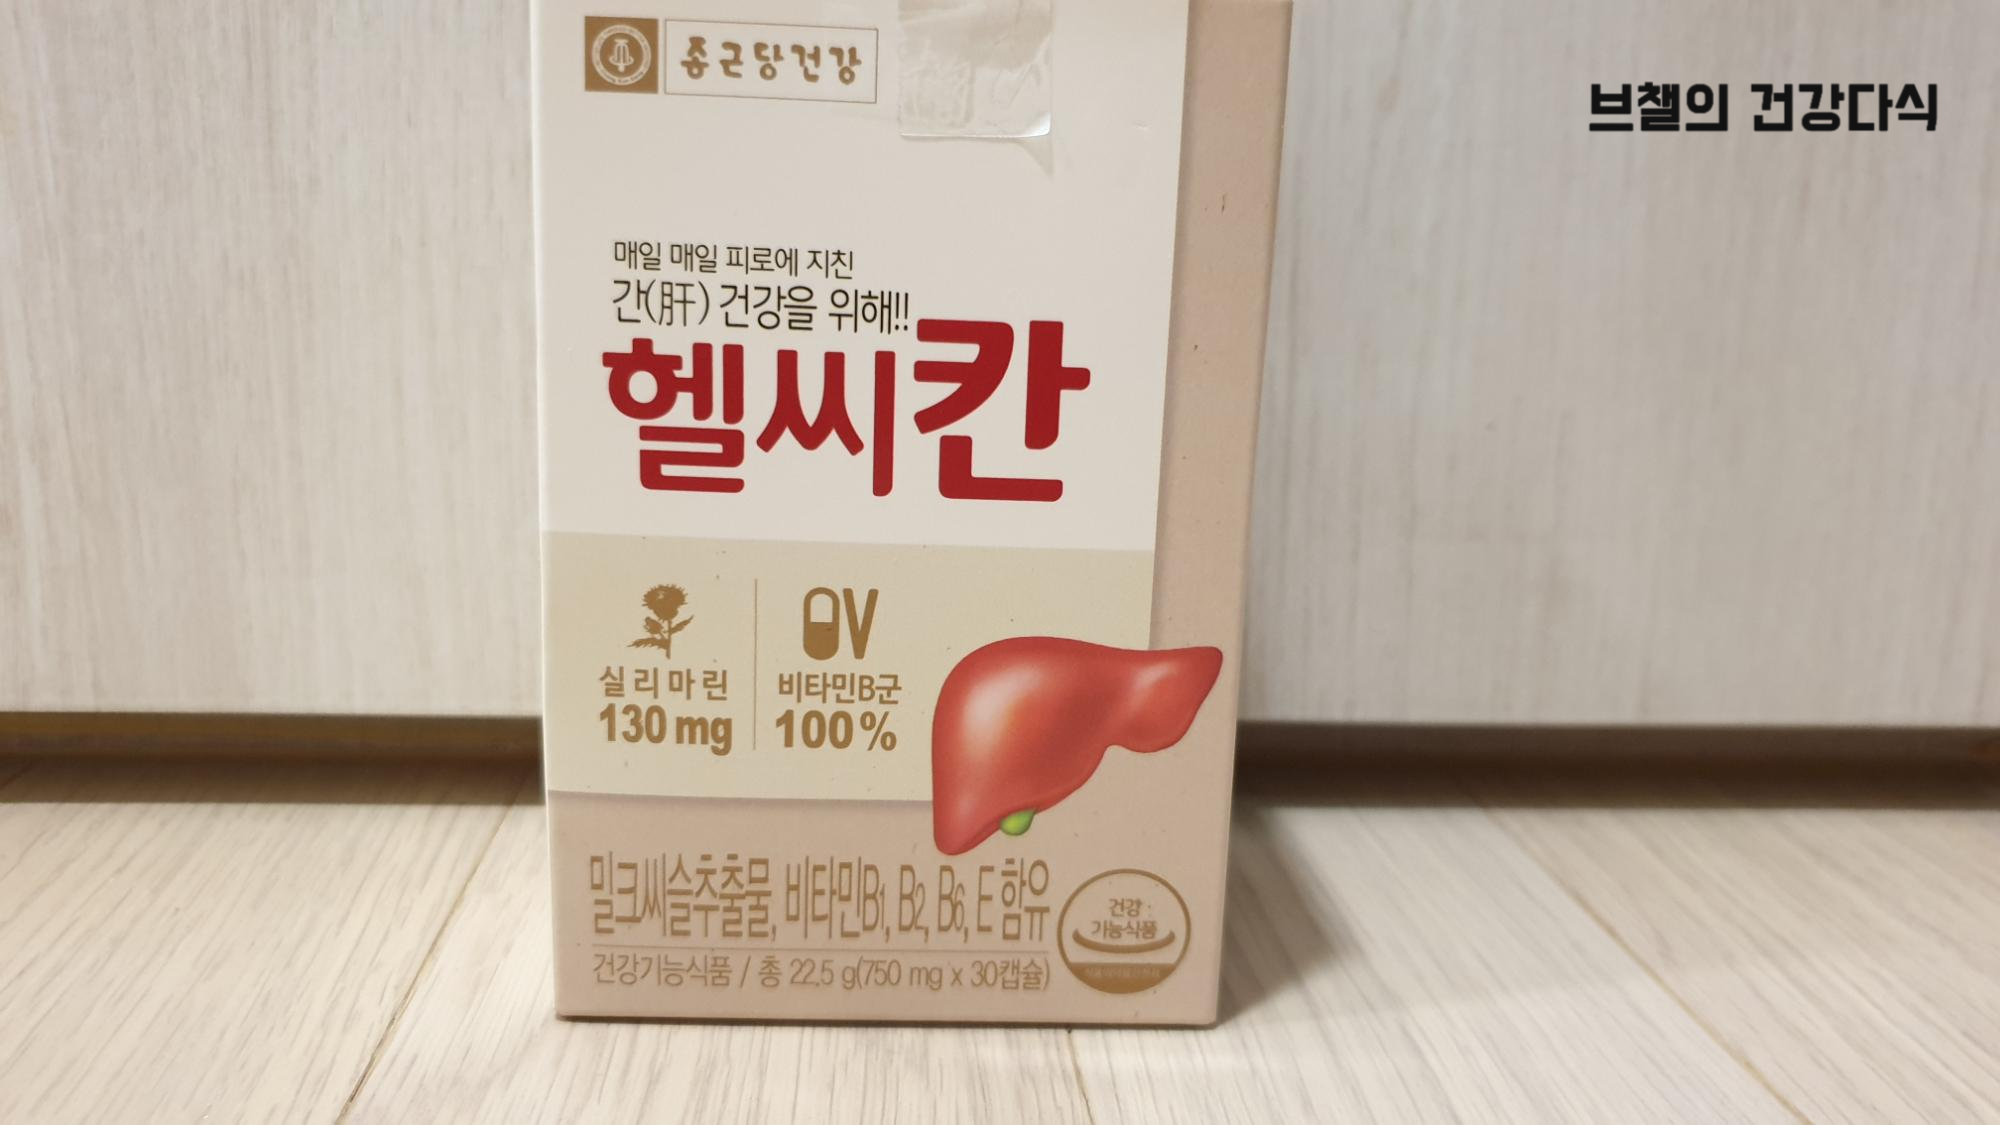 종근당건강
브챌의 건강다식
매일 매일 피로에 지친
간(肝) 건강을 위해!!
헬씨칸
실리마린
130 mg
비타민B군
100%
밀크씨슬추출물, 비타민B1, B2, B6, E 함유
건강기능식품 / 총 22.5 g(750 mg x 30캡슐)
건강
기능식품